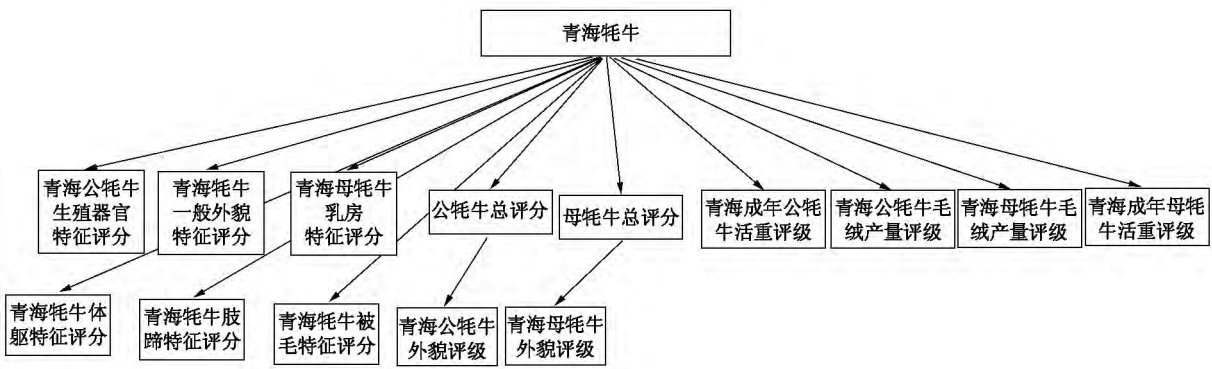 青海牦牛
青海公牦牛
生殖器官
特征评分
青海牦牛
一般外貌
特征评分
青海母牦牛
乳房
特征评分
公牦牛总评分
母牦牛总评分
青海成年公牦
牛活重评级
青海公牦牛毛
绒产量评级
青海母牦牛毛
绒产量评级
青海成年母牦
牛活重评级
青海牦牛体
躯特征评分
青海牦牛肢
蹄特征评分
青海牦牛被
毛特征评分
青海公牦牛
外貌评级
青海母牦牛
外貌评级